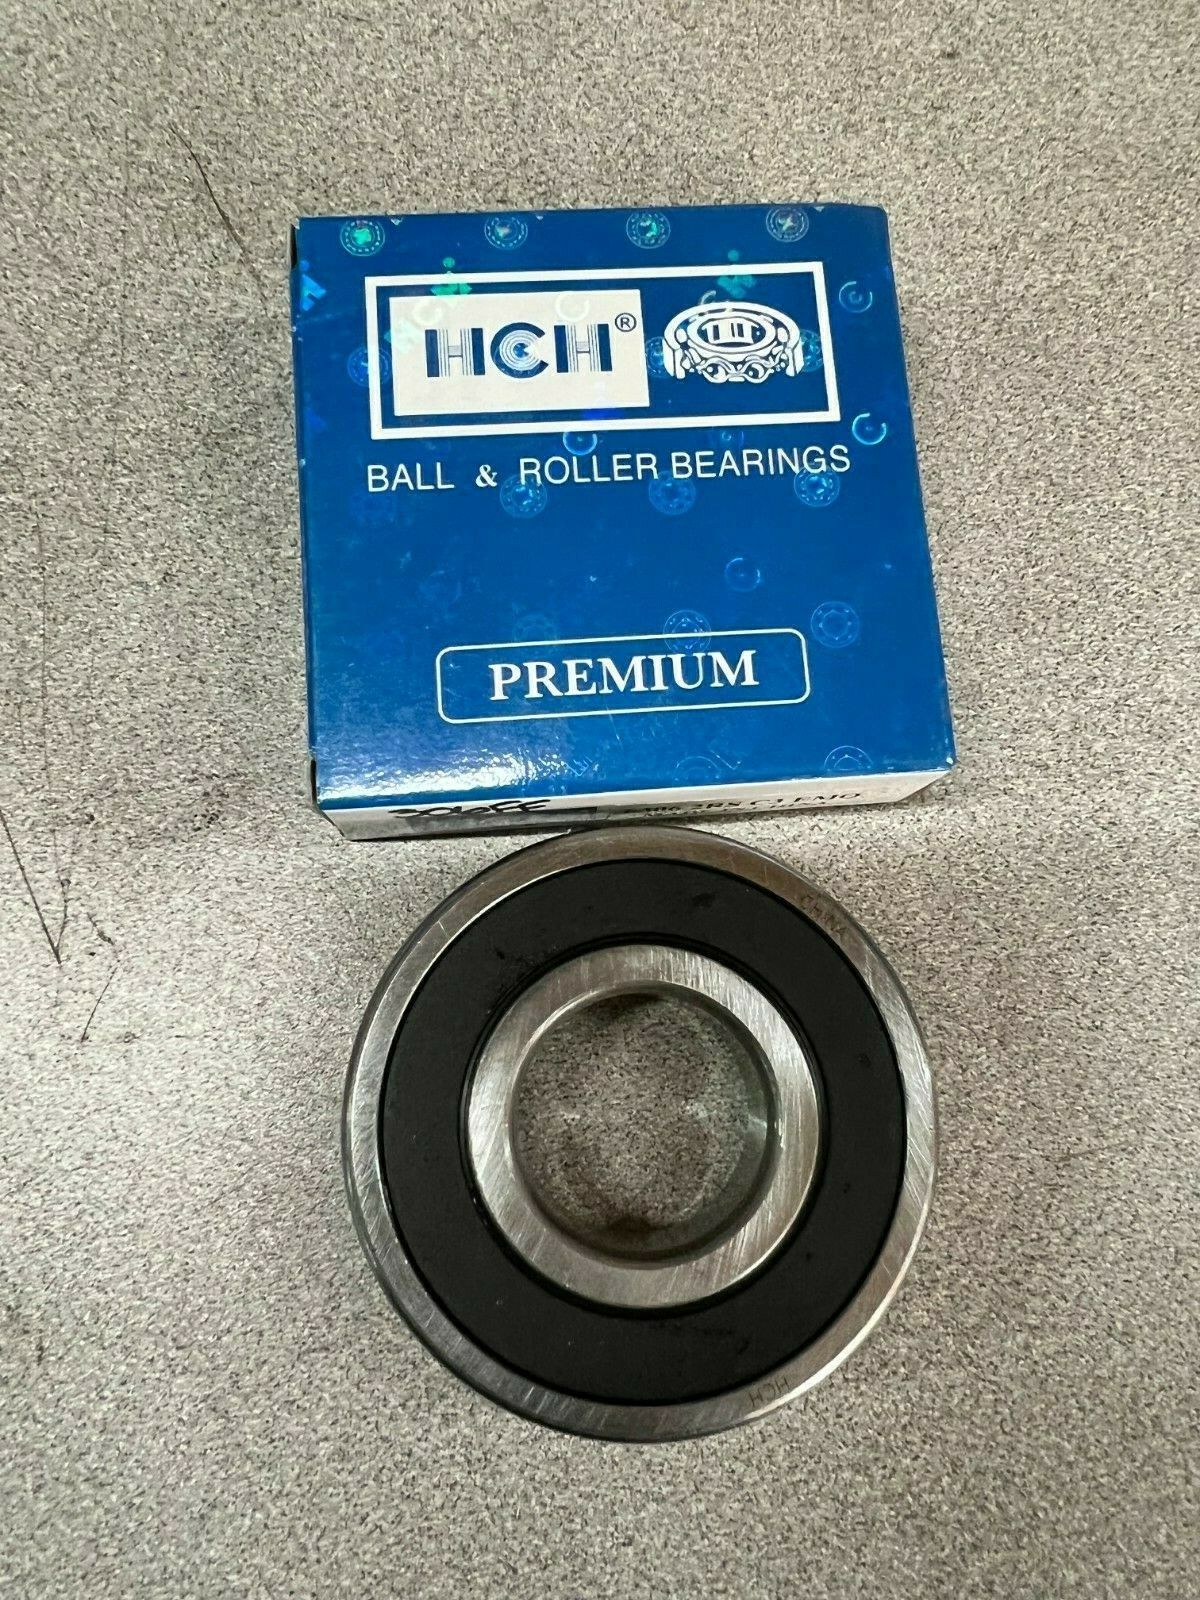 HCH®
BALL & ROLLER BEARINGS
PREMIUM
CHINA
HCH